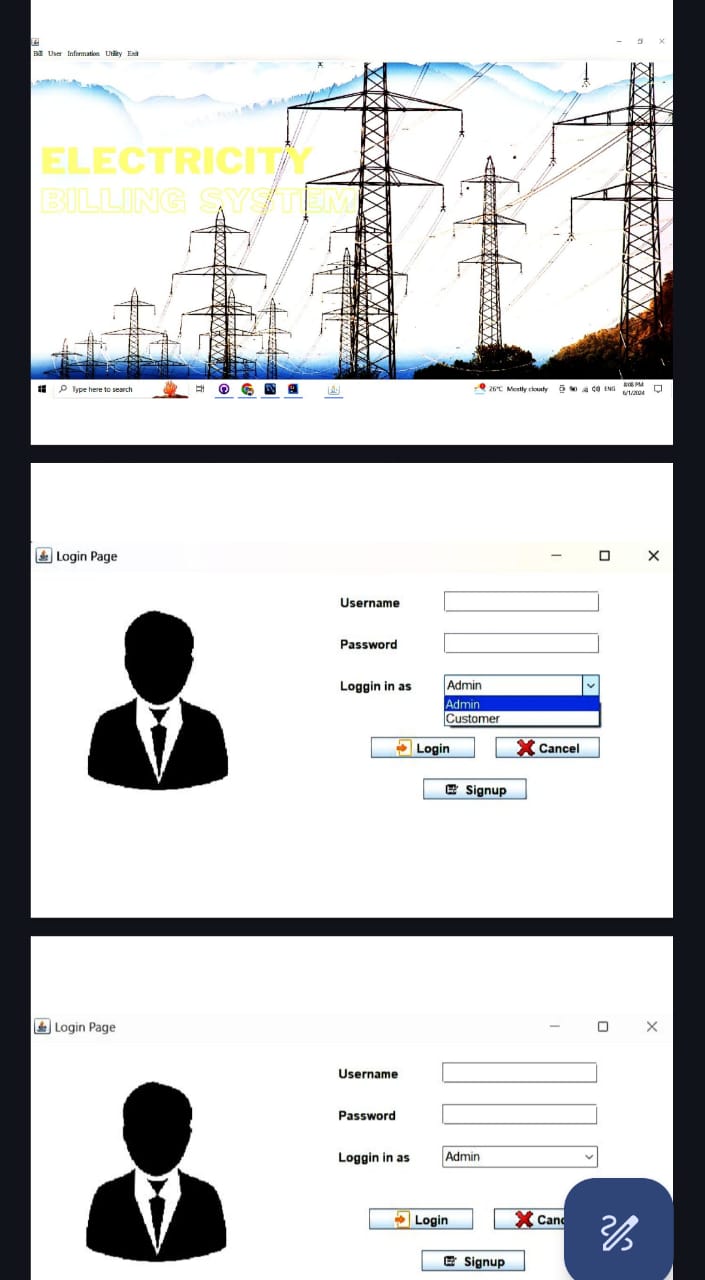 Bill User Information Utility Exit
ELECTRICITY
BILLING SYSTEM
Type here to search
26°C Mostly cloudy
ENG
8:08 PM
6/1/2024
Login Page
Username
Password
Loggin in as Admin
Admin
Customer
Login Cancel
Signup
Login Page
Username
Password
Loggin in as Admin
Login Canc
Signup